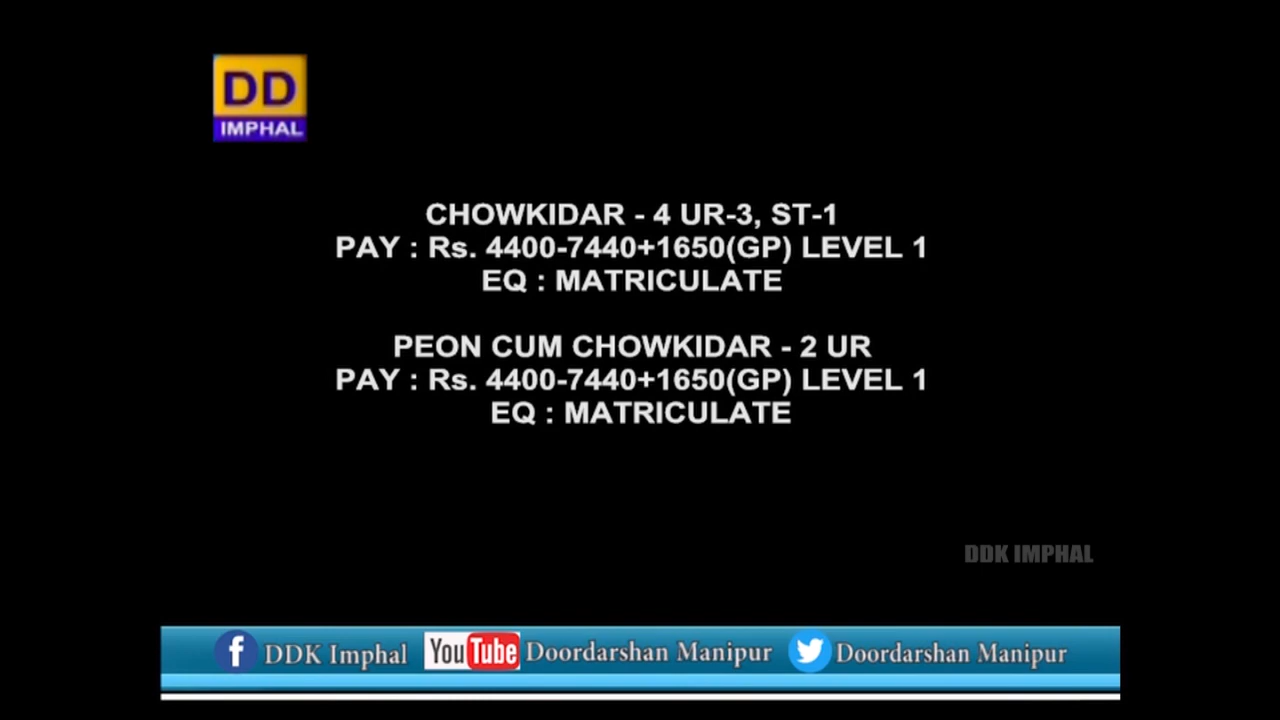 DD
IMPHAL
CHOWKIDAR - 4 UR-3, ST-1
PAY : Rs. 4400-7440+1650(GP) LEVEL 1
EQ : MATRICULATE
PEON CUM CHOWKIDAR - 2 UR
PAY : Rs. 4400-7440+1650(GP) LEVEL 1
EQ : MATRICULATE
DDK IMPHAL
f DDK Imphal YouTube Doordarshan Manipur Doordarshan Manipur